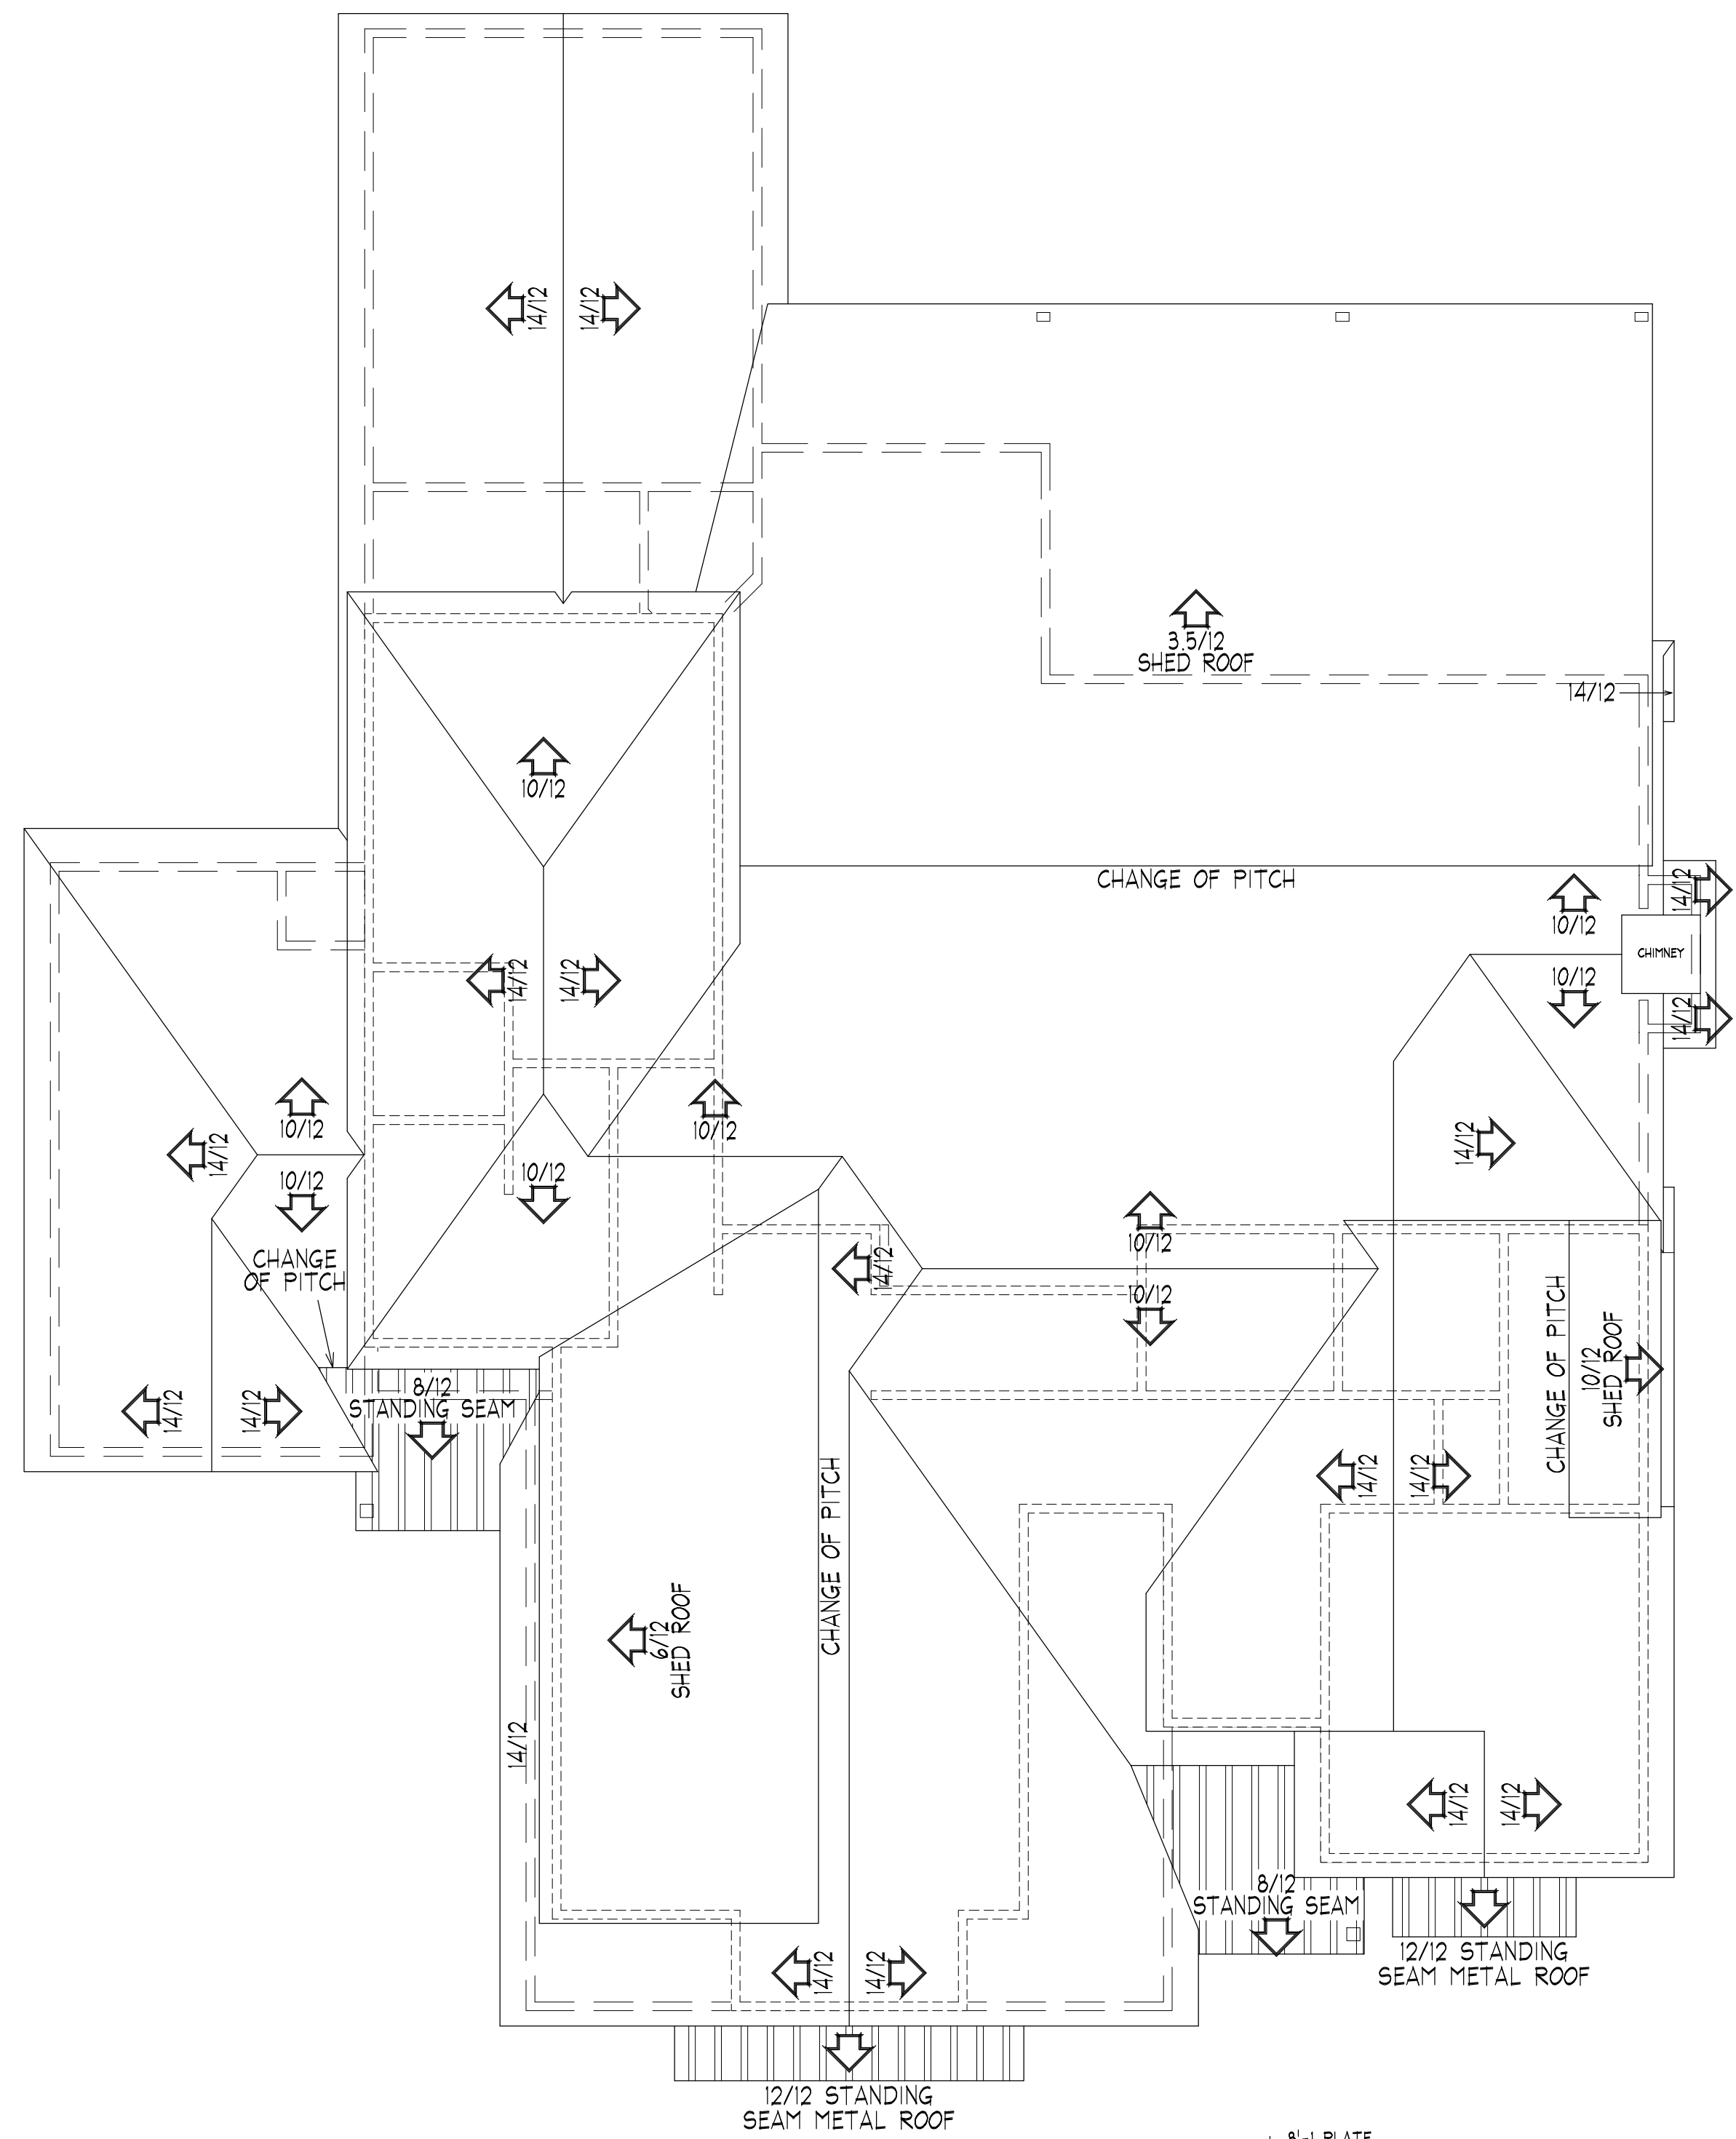 14/12
14/12
3.5/12
SHED ROOF
14/12
10/12
CHANGE OF PITCH
14/12
10/12
CHIMNEY
10/12
14/12
14/12
14/12
10/12
14/12
10/12
14/12
10/12
10/12
10/12
CHANGE
OF PITCH
14/12
10/12
10/12
CHANGE OF PITCH
10/12
SHED ROOF
14/12
14/12
8/12
STANDING SEAM
14/12
14/12
CHANGE OF PITCH
6/12
SHED ROOF
14/12
14/12
14/12
8/12
STANDING SEAM
14/12
14/12
12/12 STANDING
SEAM METAL ROOF
12/12 STANDING
SEAM METAL ROOF
8'-1 PLATE